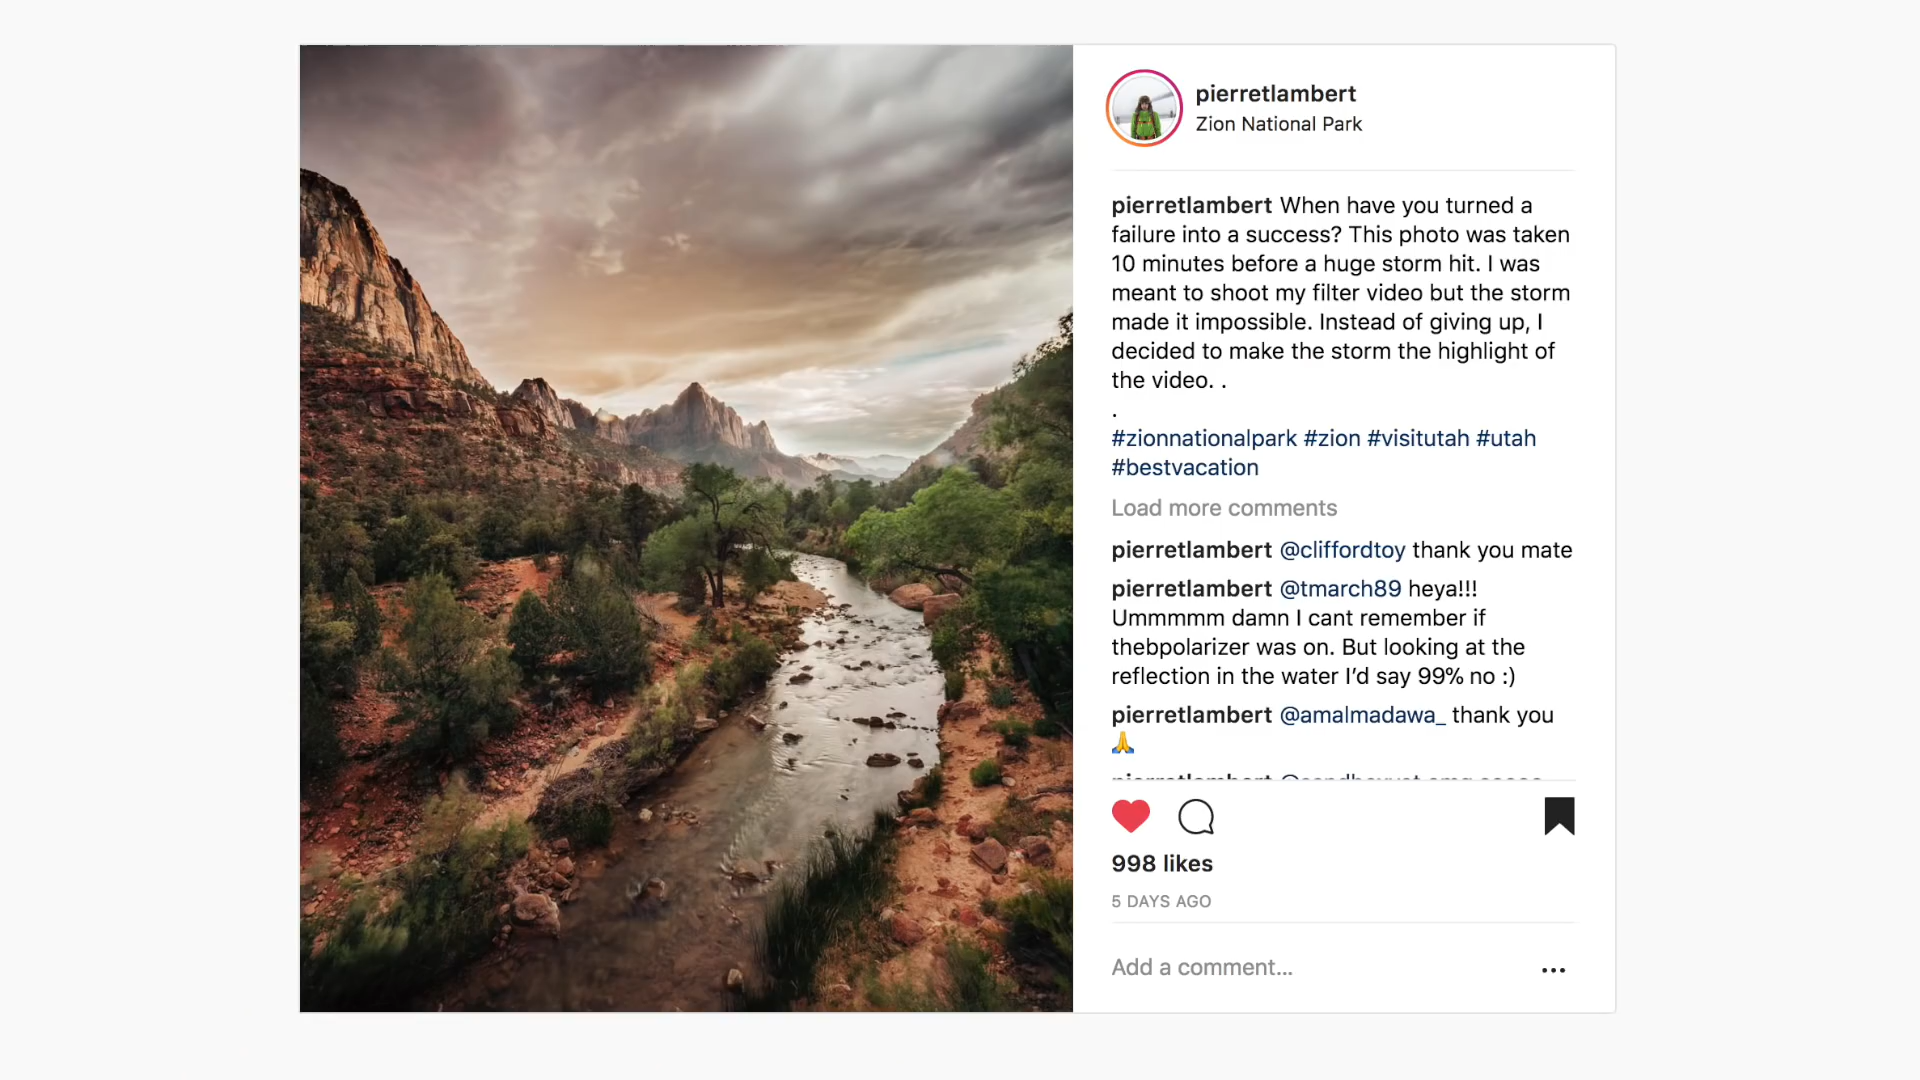 pierretlambert
Zion National Park
pierretlambert When have you turned a
failure into a success? This photo was taken
10 minutes before a huge storm hit. I was
meant to shoot my filter video but the storm
made it impossible. Instead of giving up, I
decided to make the storm the highlight of
the video. .
.
#zionnationalpark #zion #visitutah #utah
#bestvacation
Load more comments
pierretlambert @cliffordtoy thank you mate
pierretlambert @tmarch89 heya!!!
Ummmmm damn I cant remember if
thebpolarizer was on. But looking at the
reflection in the water I’d say 99% no :)
pierretlambert @amalmadawa_ thank you
🙏
pierretlambert
998 likes
5 DAYS AGO
Add a comment...